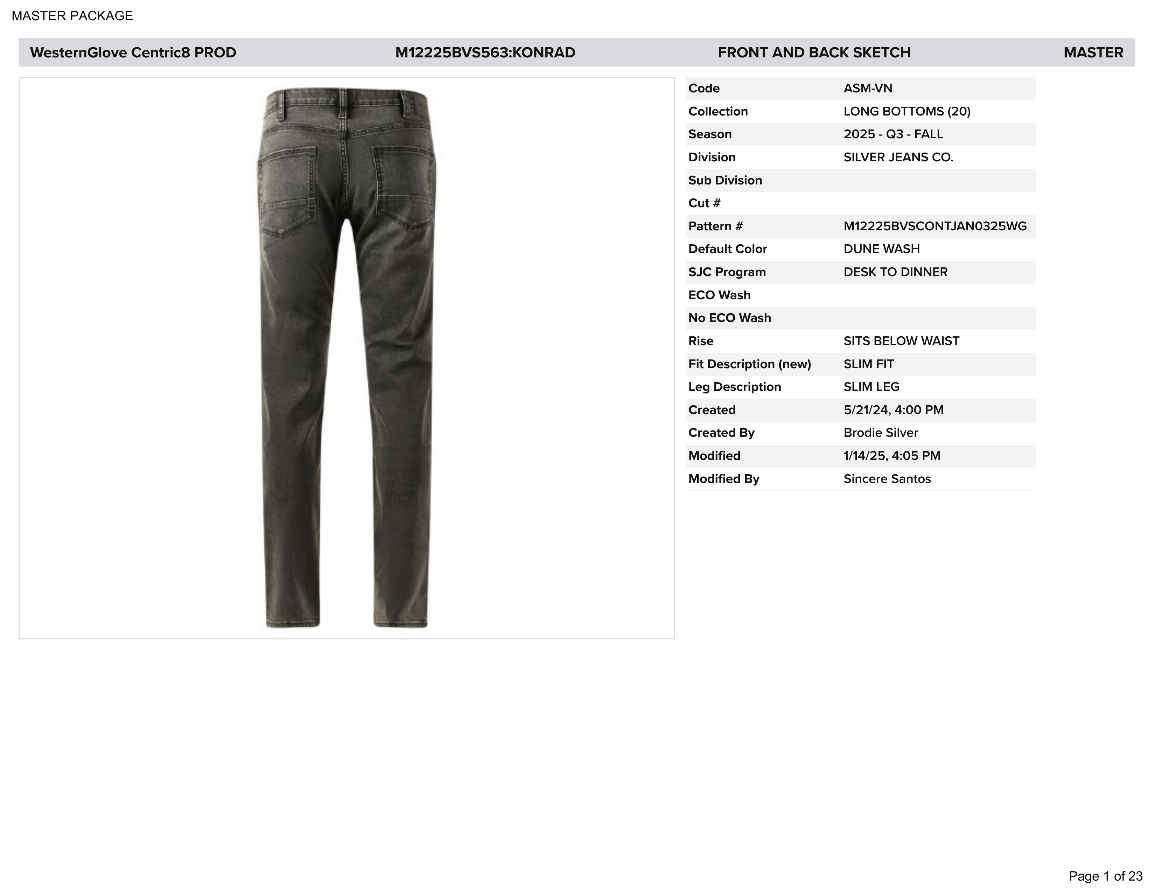 MASTER PACKAGE
WesternGlove Centric8 PROD M12225BVS563:KONRAD FRONT AND BACK SKETCH MASTER
Code ASM-VN
Collection LONG BOTTOMS (20)
Season 2025 - Q3 - FALL
Division SILVER JEANS CO.
Sub Division
Cut #
Pattern # M12225BVSCONTJAN0325WG
Default Color DUNE WASH
SJC Program DESK TO DINNER
ECO Wash
No ECO Wash
Rise SITS BELOW WAIST
Fit Description (new) SLIM FIT
Leg Description SLIM LEG
Created 5/21/24, 4:00 PM
Created By Brodie Silver
Modified 1/14/25, 4:05 PM
Modified By Sincere Santos
Page 1 of 23